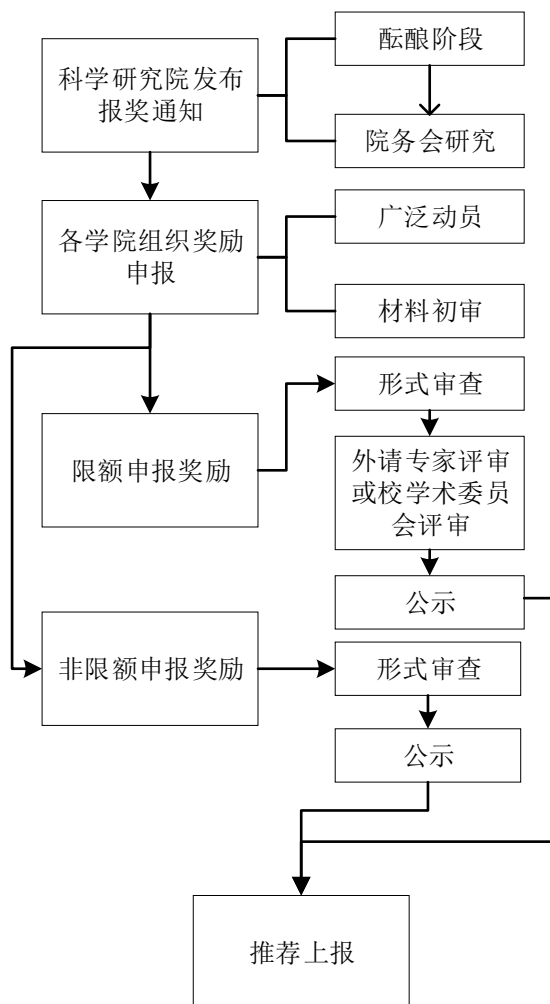 科学研究院发布
报奖通知
酝酿阶段
院务会研究
各学院组织奖励
申报
广泛动员
材料初审
限额申报奖励
形式审查
外请专家评审
或校学术委员
会评审
公示
非限额申报奖励
形式审查
公示
推荐上报